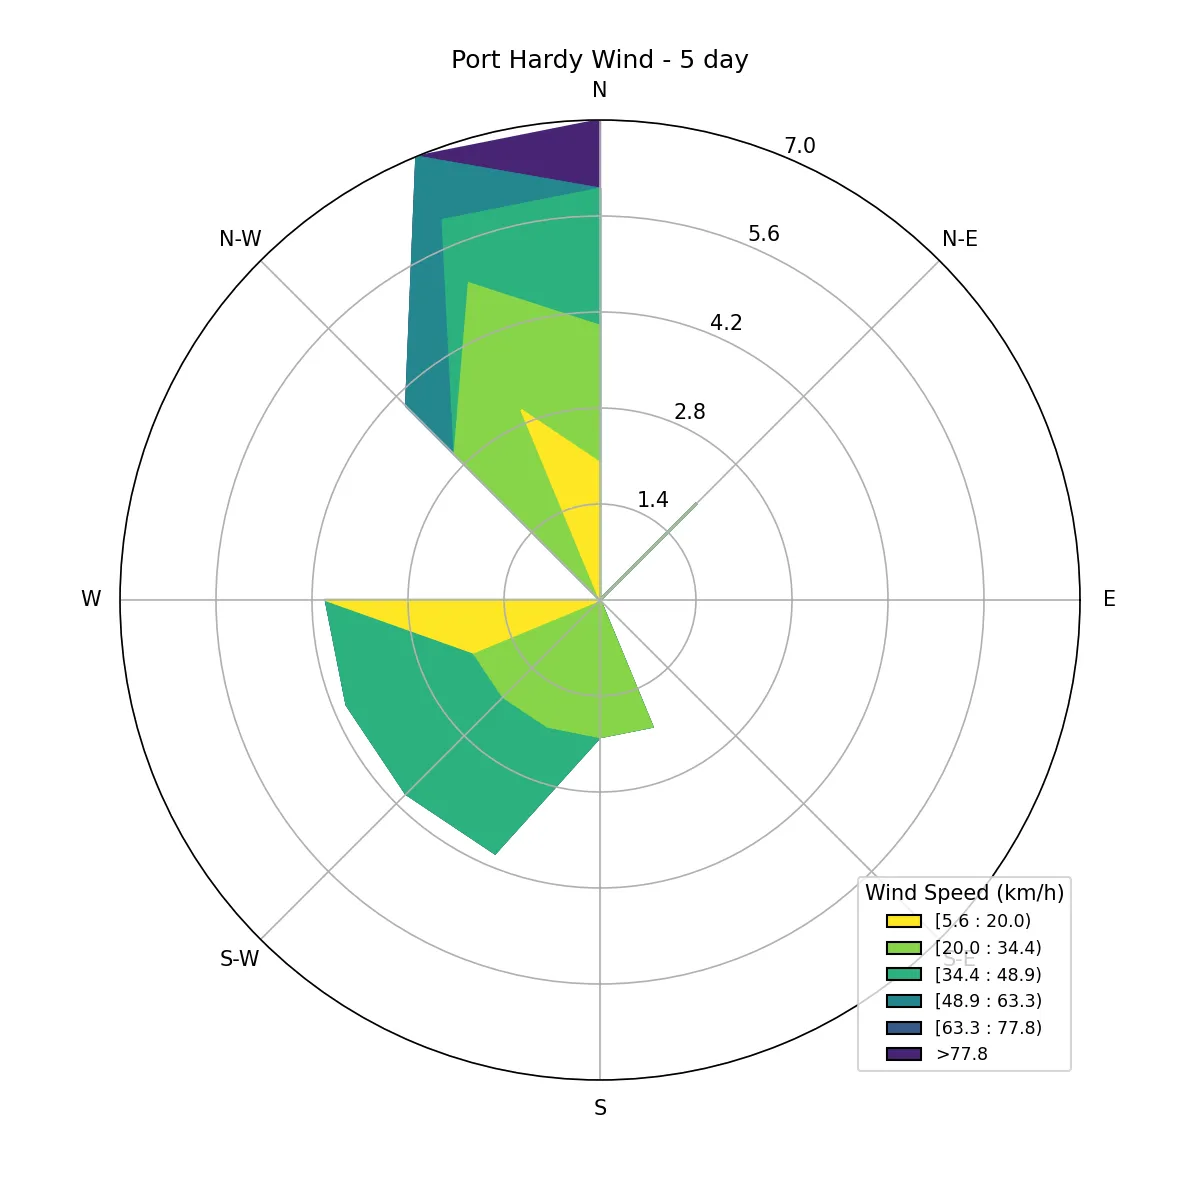 Port Hardy Wind - 5 day
N
7.0
N-W
5.6
N-E
4.2
2.8
1.4
W
E
S-W
S-E
S
Wind Speed (km/h)
[5.6 : 20.0)
[20.0 : 34.4)
[34.4 : 48.9)
[48.9 : 63.3)
[63.3 : 77.8)
>77.8